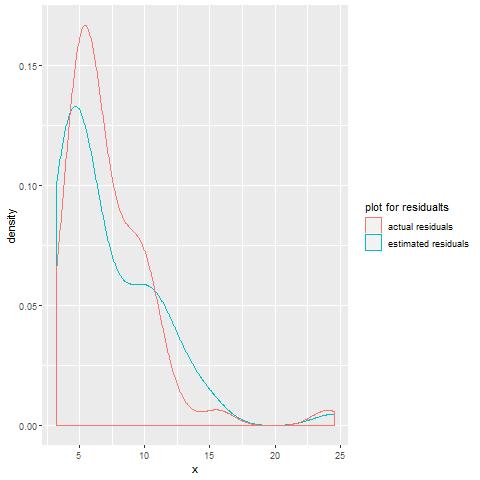 0.15
0.10
0.05
0.00
density
5
10
15
20
25
x
plot for residualts
actual residuals
estimated residuals